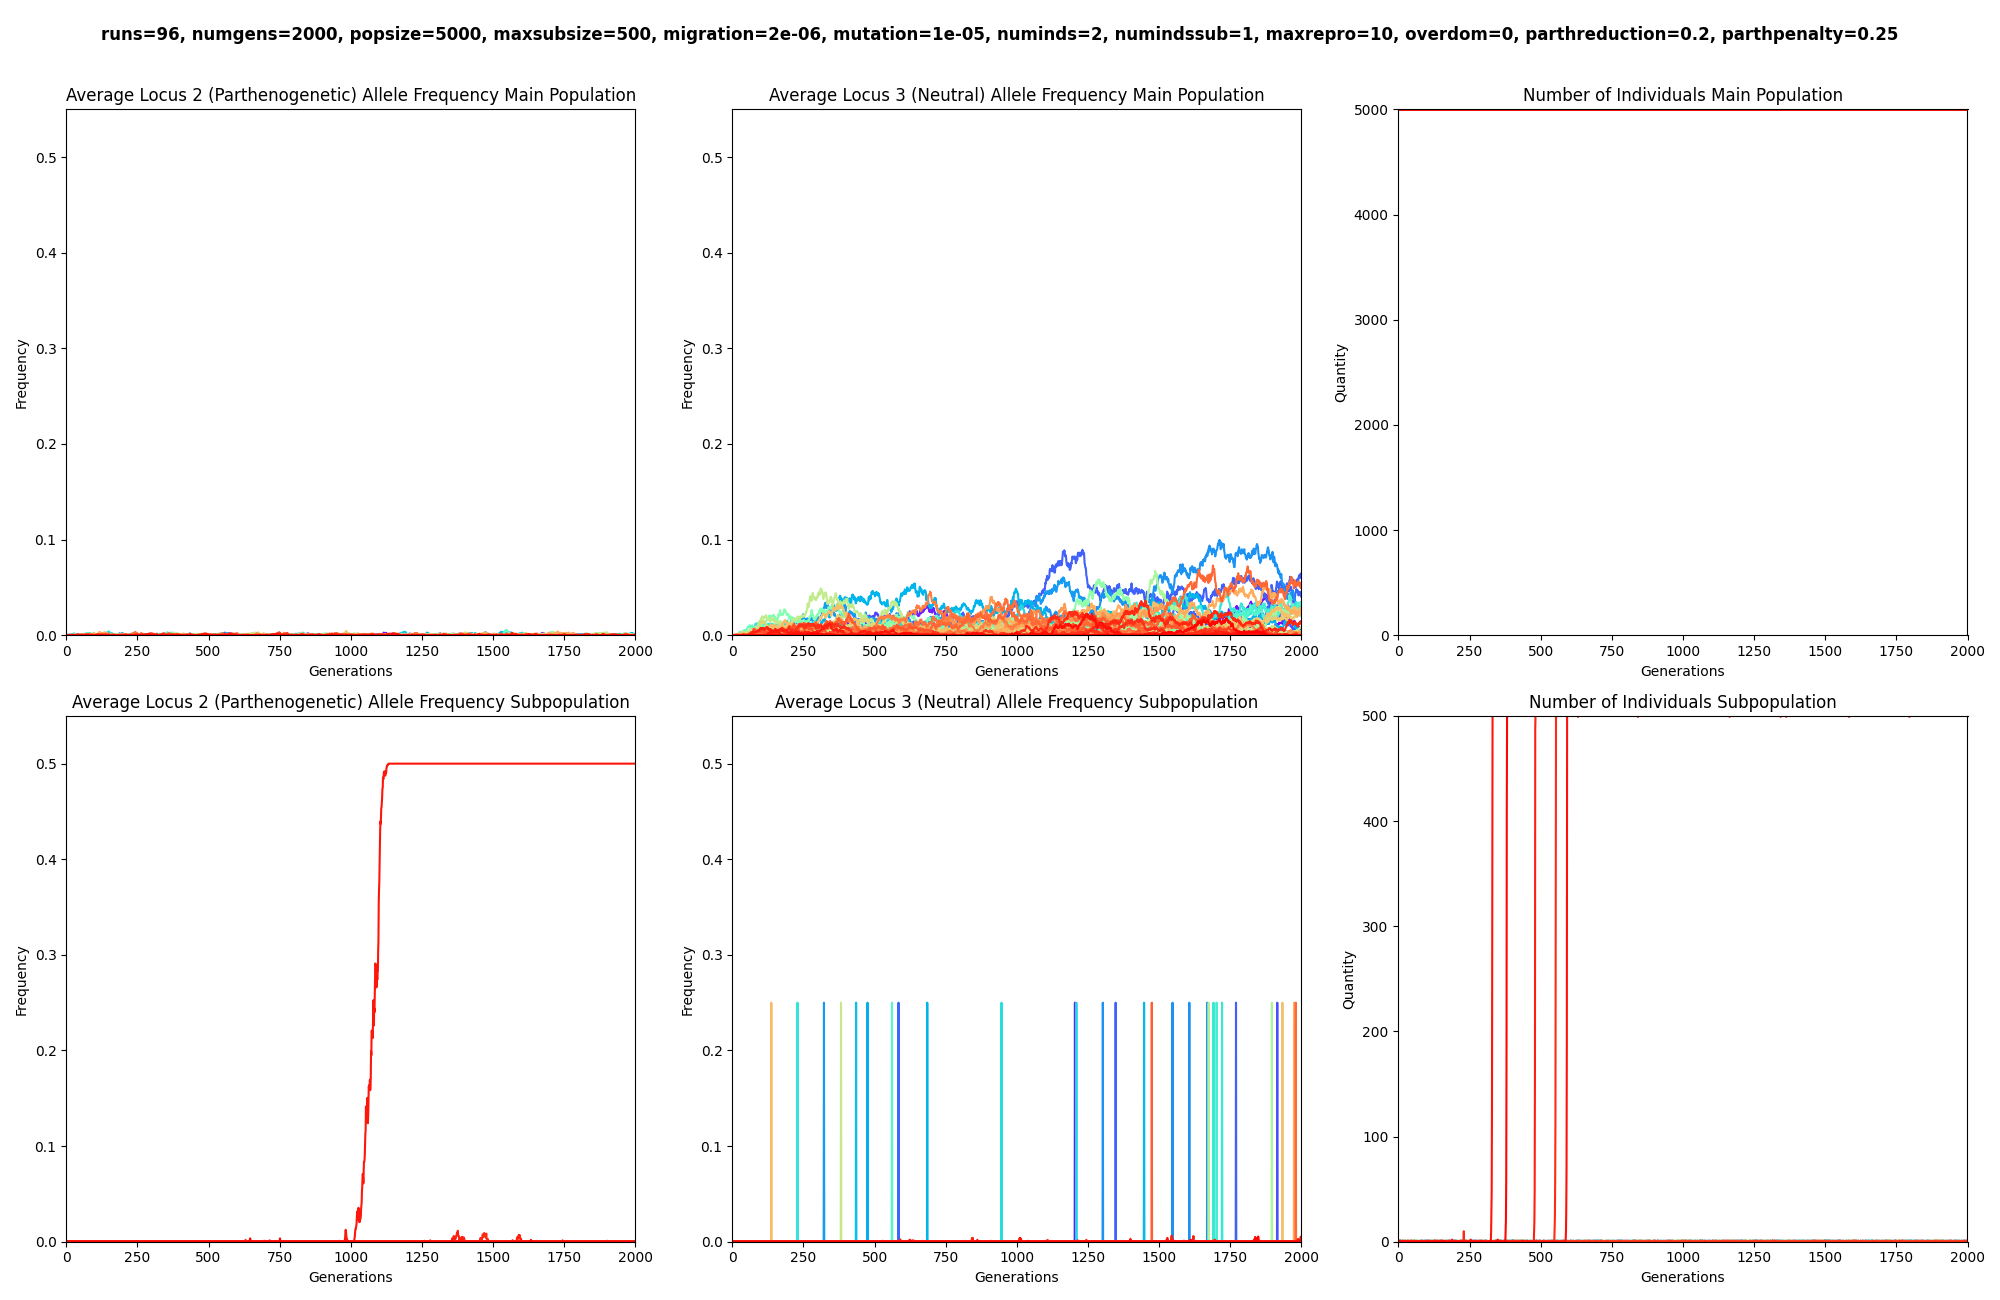 runs=96, numgens=2000, popsize=5000, maxsubsize=500, migration=2e-06, mutation=1e-05, numinds=2, numindssub=1, maxrepro=10, overdom=0, parthreduction=0.2, parthpenalty=0.25
Average Locus 2 (Parthenogenetic) Allele Frequency Main Population
Frequency
0.5
0.4
0.3
0.2
0.1
0.0
0 250 500 750 1000 1250 1500 1750 2000
Generations
Average Locus 3 (Neutral) Allele Frequency Main Population
Frequency
0.5
0.4
0.3
0.2
0.1
0.0
0 250 500 750 1000 1250 1500 1750 2000
Generations
Number of Individuals Main Population
Quantity
5000
4000
3000
2000
1000
0
0 250 500 750 1000 1250 1500 1750 2000
Generations
Average Locus 2 (Parthenogenetic) Allele Frequency Subpopulation
Frequency
0.5
0.4
0.3
0.2
0.1
0.0
0 250 500 750 1000 1250 1500 1750 2000
Generations
Average Locus 3 (Neutral) Allele Frequency Subpopulation
Frequency
0.5
0.4
0.3
0.2
0.1
0.0
0 250 500 750 1000 1250 1500 1750 2000
Generations
Number of Individuals Subpopulation
Quantity
500
400
300
200
100
0
0 250 500 750 1000 1250 1500 1750 2000
Generations